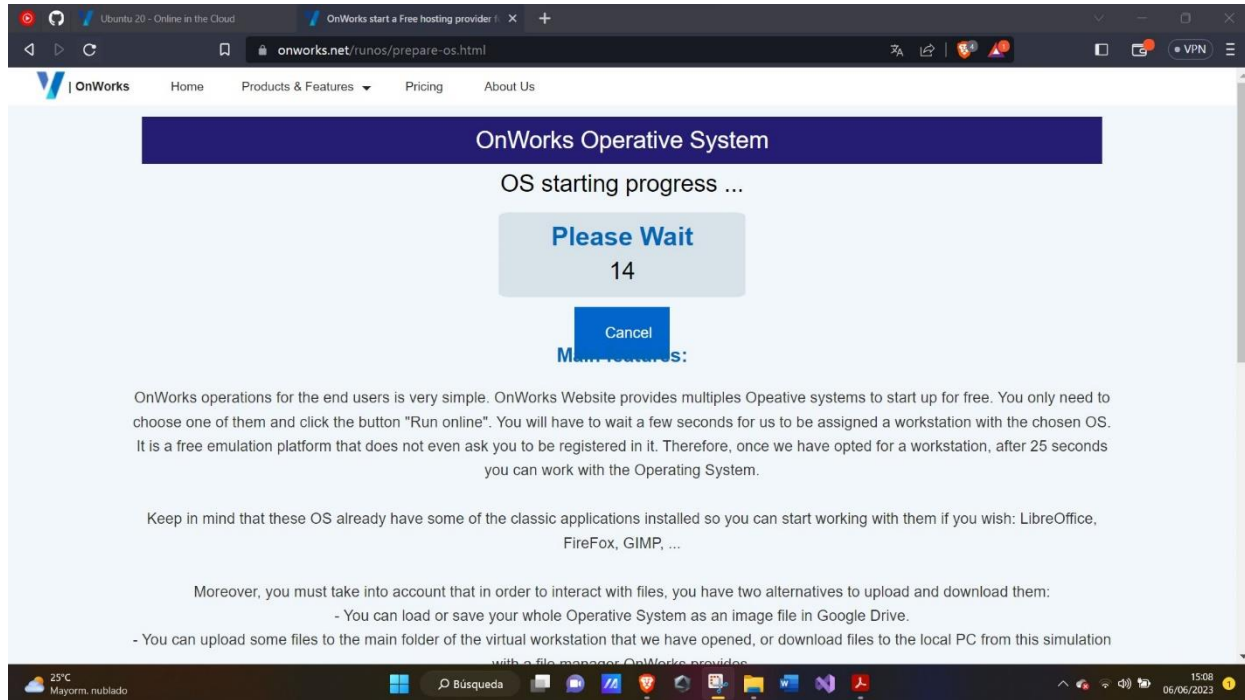 Ubuntu 20 - Online in the Cloud
OnWorks start a Free hosting provider f
onworks.net/runos/prepare-os.html
VPN
| OnWorks
Home
Products & Features
Pricing
About Us
OnWorks Operative System
OS starting progress ...
Please Wait
14
Cancel
Main features:
OnWorks operations for the end users is very simple. OnWorks Website provides multiples Opeative systems to start up for free. You only need to
choose one of them and click the button "Run online". You will have to wait a few seconds for us to be assigned a workstation with the chosen OS.
It is a free emulation platform that does not even ask you to be registered in it. Therefore, once we have opted for a workstation, after 25 seconds
you can work with the Operating System.
Keep in mind that these OS already have some of the classic applications installed so you can start working with them if you wish: LibreOffice,
FireFox, GIMP, ...
Moreover, you must take into account that in order to interact with files, you have two alternatives to upload and download them:
- You can load or save your whole Operative System as an image file in Google Drive.
- You can upload some files to the main folder of the virtual workstation that we have opened, or download files to the local PC from this simulation
with a file manager OnWorks provides
25°C
Mayorm. nublado
Búsqueda
15:08
06/06/2023
1